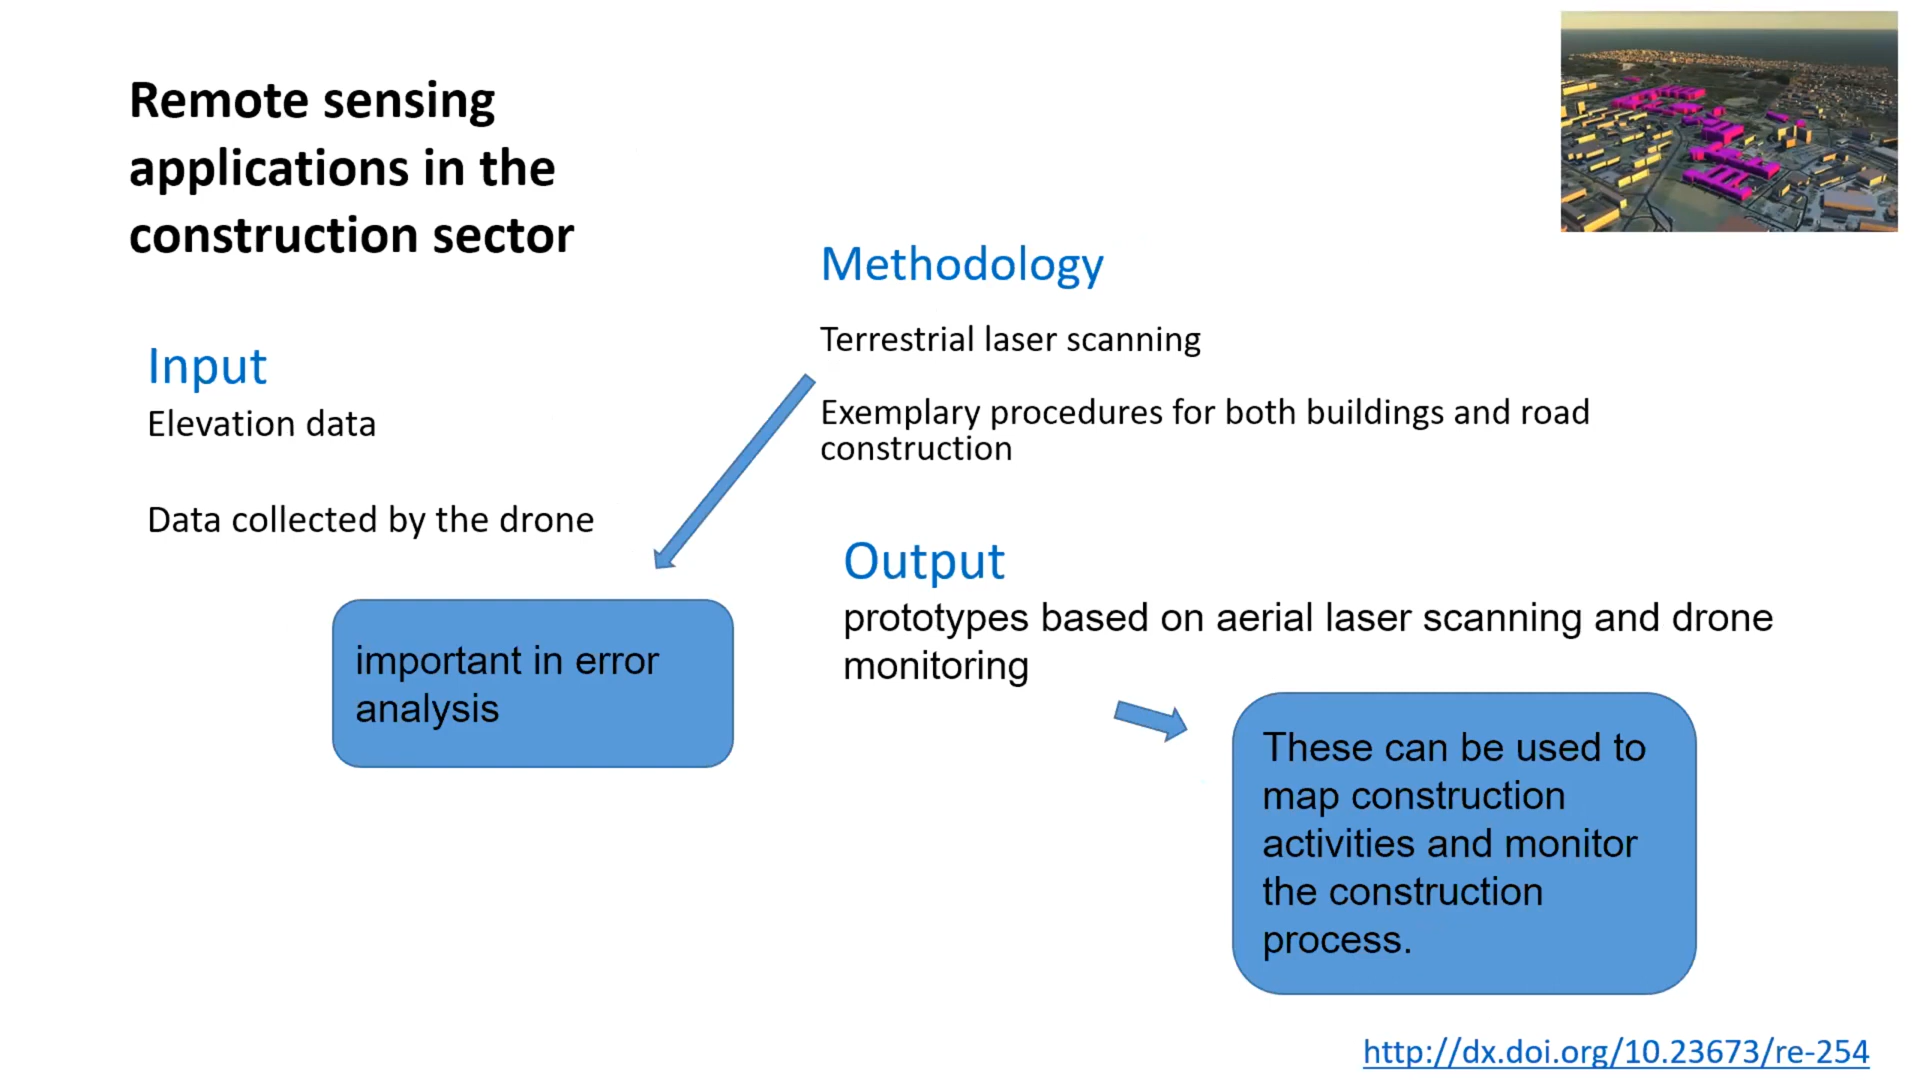 Remote sensing
applications in the
construction sector
Input
Elevation data
Data collected by the drone
important in error
analysis
Methodology
Terrestrial laser scanning
Exemplary procedures for both buildings and road
construction
Output
prototypes based on aerial laser scanning and drone
monitoring
These can be used to
map construction
activities and monitor
the construction
process.
http://dx.doi.org/10.23673/re-254